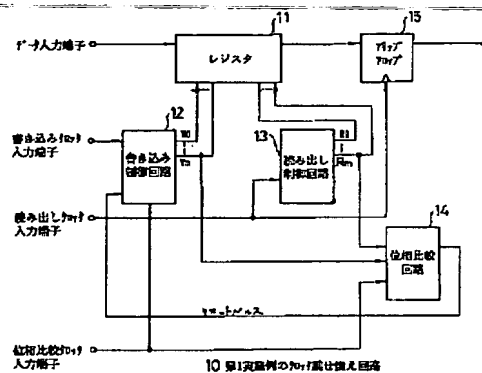 11
15
データ入力端子
レジスタ
フリップ
フロップ
12
書き込みクロック
入力端子
書き込み
制御回路
13
読み出し
制御回路
Rm
14
読み出しクロック
入力端子
位相比較
回路
リセットパルス
位相比較クロック
入力端子
10 第1実施例のクロック載せ換え回路